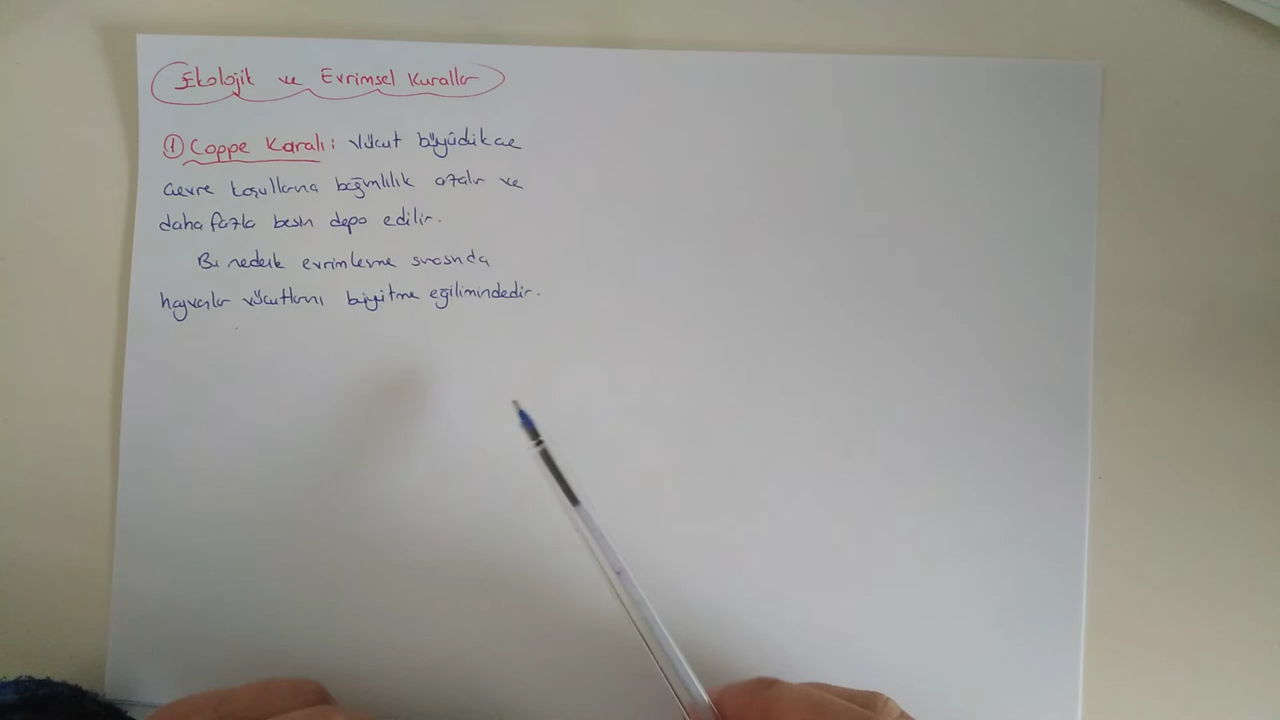 Ekolojik ve Evrimsel Kurallar
① Coppe Kuralı: Vücut büyüdükçe
çevre koşullarına bağımlılık azalır ve
daha fazla besin depo edilir.
Bu nedenle evrimleşme sırasında
hayvanlar vücutlarını büyütme eğilimindedir.